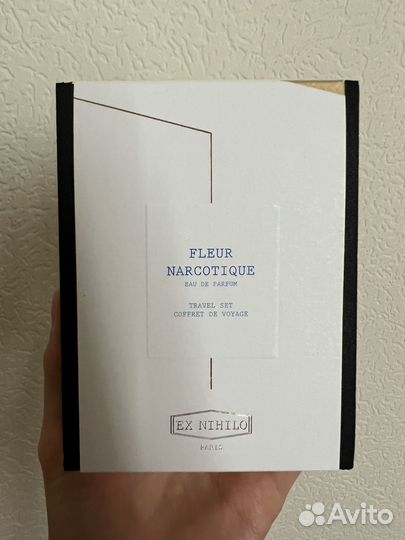 FLEUR
NARCOTIQUE
EAU DE PARFUM
TRAVEL SET
COFFRET DE VOYAGE
EX NIHILO
PARIS
Avito